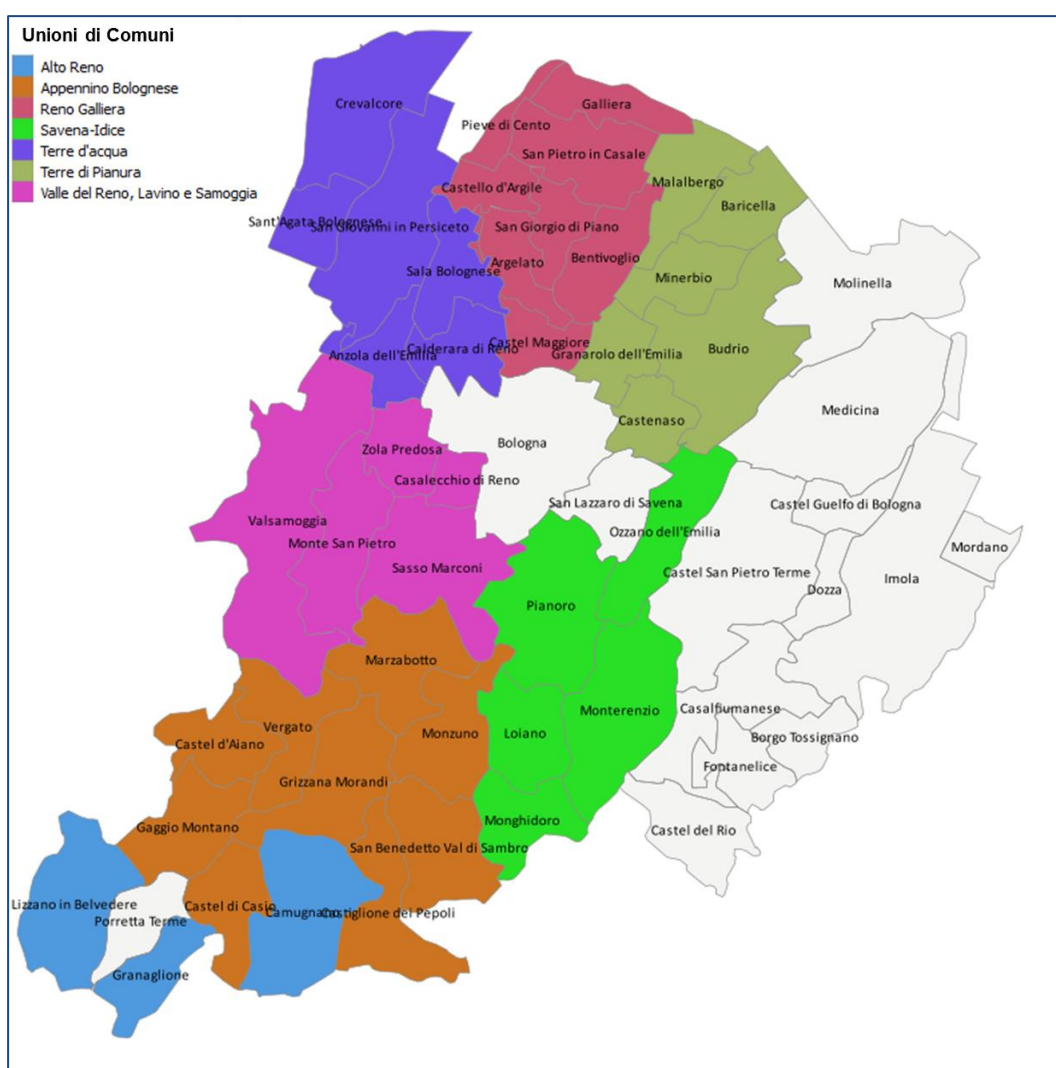 Unioni di Comuni
Alto Reno
Appennino Bolognese
Reno Galliera
Savena-Idice
Terre d'acqua
Terre di Pianura
Valle del Reno, Lavino e Samoggia
Crevalcore
Galliera
Pieve di Cento
San Pietro in Casale
Malalbergo
Castello d'Argile
Baricella
Sant'Agata Bolognese
San Giovanni in Persiceto
San Giorgio di Piano
Bentivoglio
Argelato
Sala Bolognese
Minerbio
Molinella
Castel Maggiore
Calderara di Reno
Anzola dell'Emilia
Granarolo dell'Emilia
Budrio
Medicina
Castenaso
Bologna
Zola Predosa
Casalecchio di Reno
San Lazzaro di Savena
Castel Guelfo di Bologna
Valsamoggia
Ozzano dell'Emilia
Monte San Pietro
Mordano
Sasso Marconi
Castel San Pietro Terme
Imola
Dozza
Pianoro
Marzabotto
Casalfiumanese
Monterenzio
Vergato
Monzuno
Loiano
Borgo Tossignano
Castel d'Aiano
Fontanelice
Grizzana Morandi
Monghidoro
Gaggio Montano
Castel del Rio
San Benedetto Val di Sambro
Lizzano in Belvedere
Castel di Casio
Camugnano
Castiglione dei Pepoli
Porretta Terme
Granaglione